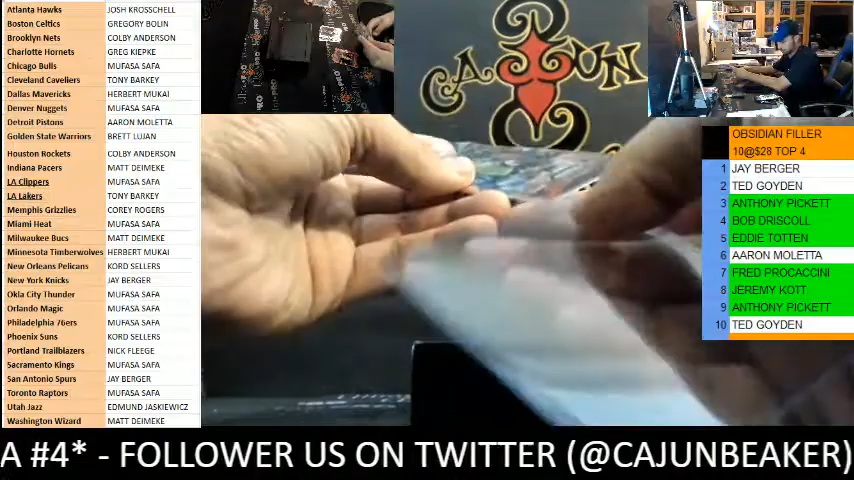 Atlanta Hawks JOSH KROSSCHELL
Boston Celtics GREGORY BOLIN
Brooklyn Nets COLBY ANDERSON
Charlotte Hornets GREG KIEPKE
Chicago Bulls MUFASA SAFA
Cleveland Cavaliers TONY BARKEY
Dallas Mavericks HERBERT MUKAI
Denver Nuggets MUFASA SAFA
Detroit Pistons AARON MOLETTA
Golden State Warriors BRETT LUJAN
Houston Rockets COLBY ANDERSON
Indiana Pacers MATT DEIMEKE
LA Clippers MUFASA SAFA
LA Lakers TONY BARKEY
Memphis Grizzlies COREY ROGERS
Miami Heat MUFASA SAFA
Milwaukee Bucs MATT DEIMEKE
Minnesota Timberwolves HERBERT MUKAI
New Orleans Pelicans KORD SELLERS
New York Knicks JAY BERGER
Okla City Thunder MUFASA SAFA
Orlando Magic MUFASA SAFA
Philadelphia 76ers MUFASA SAFA
Phoenix Suns KORD SELLERS
Portland Trailblazers NICK FLEEGE
Sacramento Kings MUFASA SAFA
San Antonio Spurs JAY BERGER
Toronto Raptors MUFASA SAFA
Utah Jazz EDMUND JASKIEWICZ
Washington Wizard MATT DEIMEKE
CAJUN
OBSIDIAN FILLER
10@$28 TOP 4
1 JAY BERGER
2 TED GOYDEN
3 ANTHONY PICKETT
4 BOB DRISCOLL
5 EDDIE TOTTEN
6 AARON MOLETTA
7 FRED PROCACCINI
8 JEREMY KOTT
9 ANTHONY PICKETT
10 TED GOYDEN
A #4* - FOLLOWER US ON TWITTER (@CAJUNBEAKER)